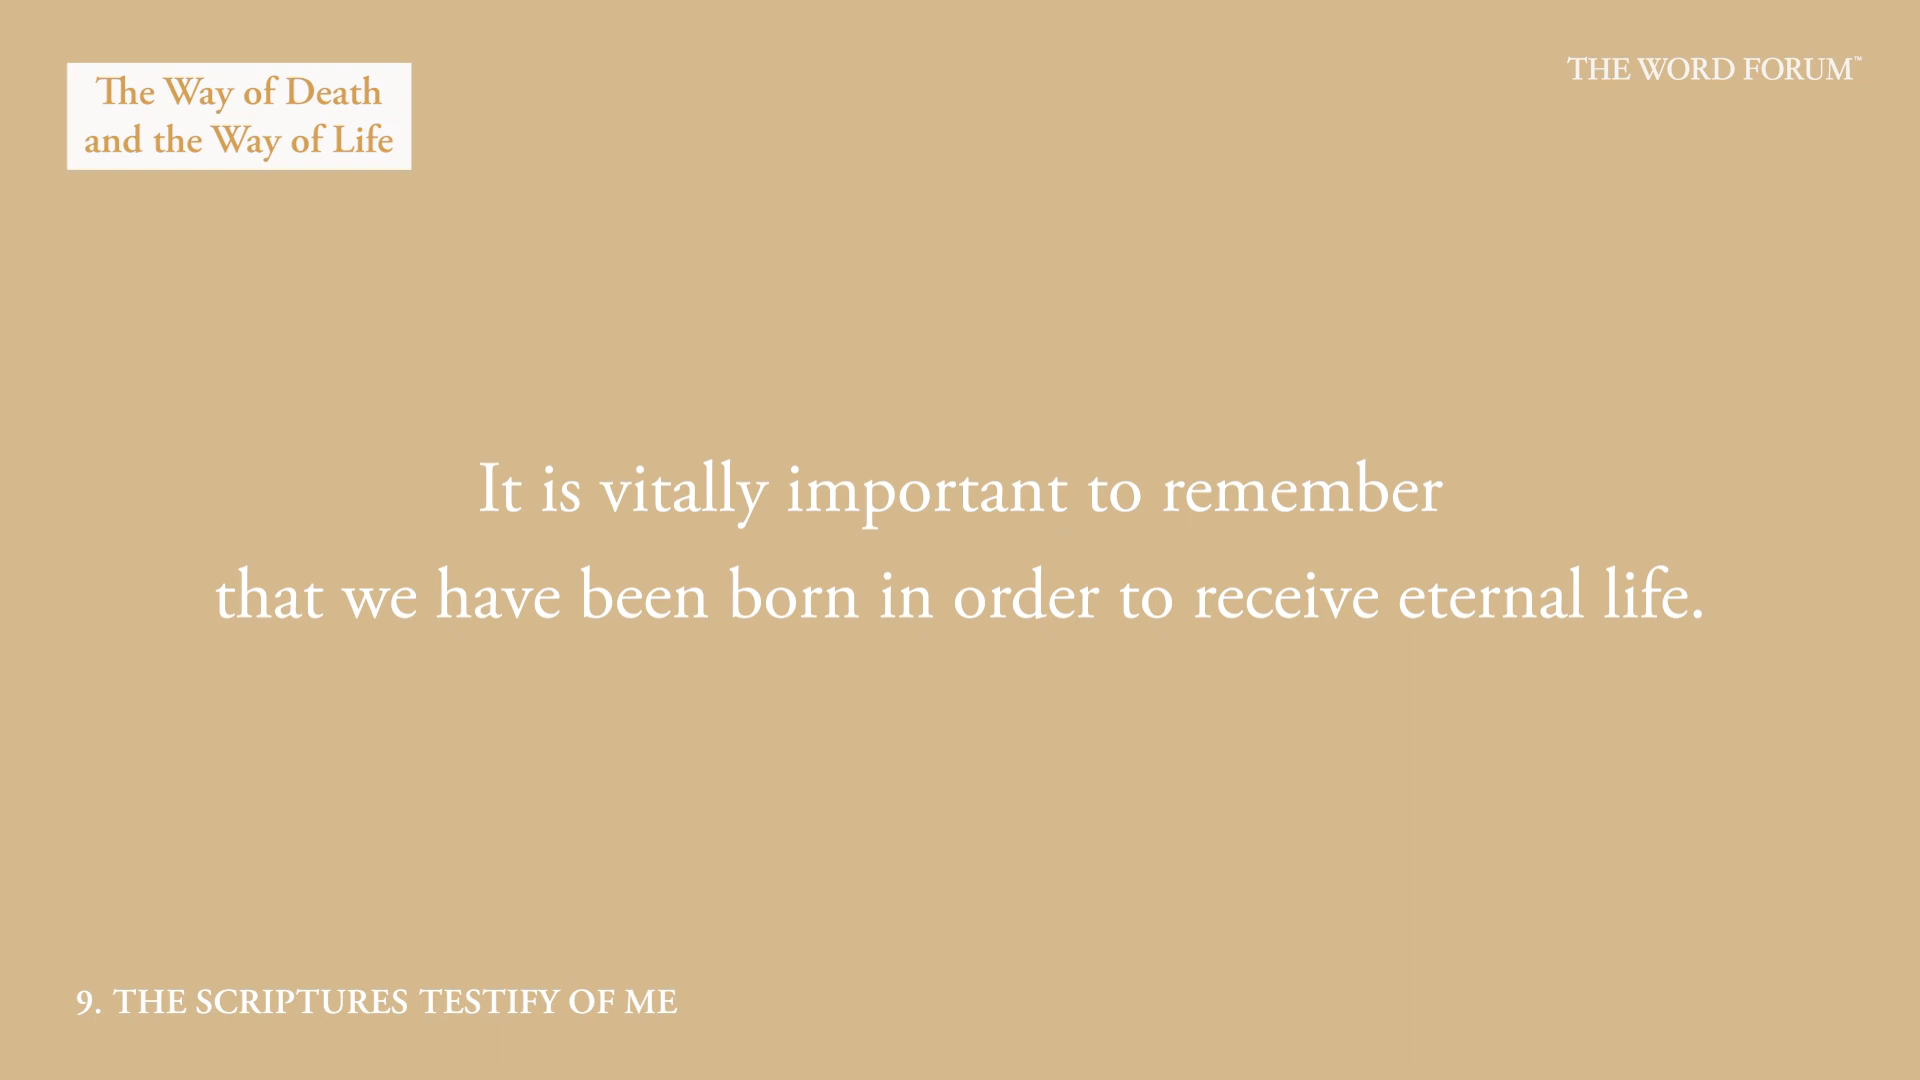 The Way of Death
and the Way of Life
THE WORD FORUM™
It is vitally important to remember
that we have been born in order to receive eternal life.
9. THE SCRIPTURES TESTIFY OF ME